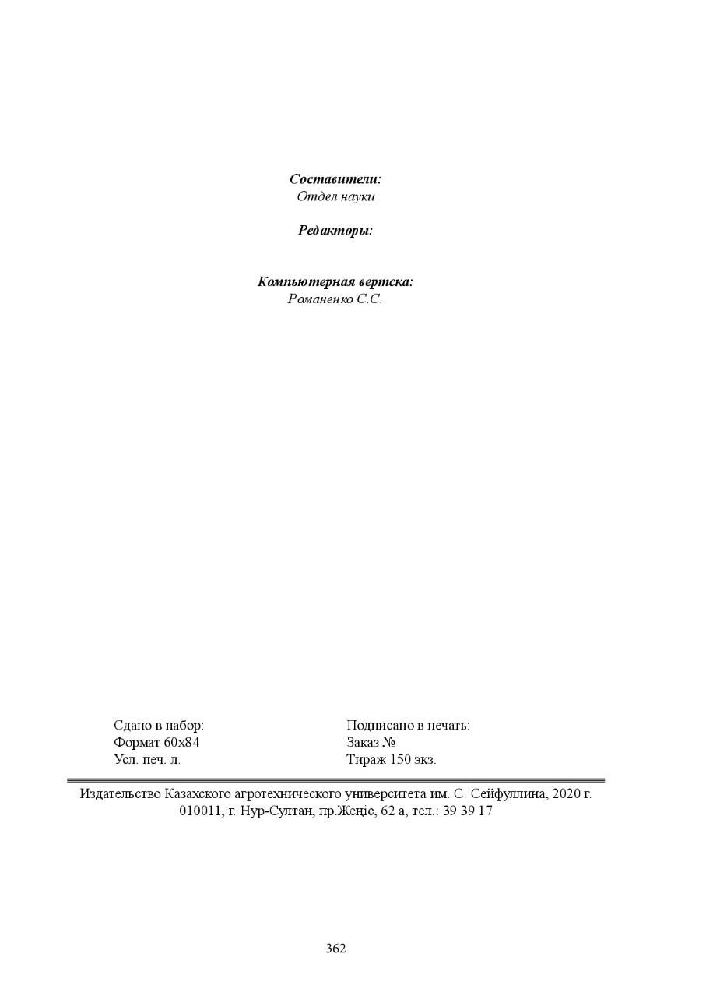 Составители:
Отдел науки
Редакторы:
Компьютерная вертска:
Романенко С.С.
Сдано в набор:
Формат 60х84
Усл. печ. л.
Подписано в печать:
Заказ №
Тираж 150 экз.
Издательство Казахского агротехнического университета им. С. Сейфуллина, 2020 г.
010011, г. Нур-Султан, пр.Жеңіс, 62 а, тел.: 39 39 17
362